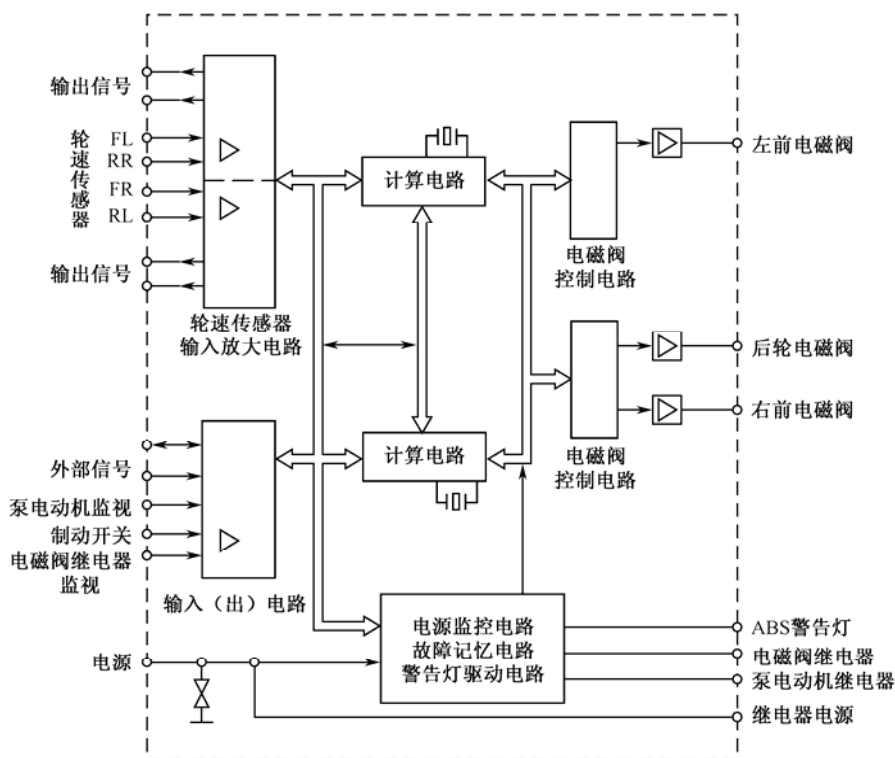 输出信号
轮速传感器
FL
RR
FR
RL
输出信号
轮速传感器
输入放大电路
计算电路
电磁阀
控制电路
左前电磁阀
后轮电磁阀
右前电磁阀
电磁阀
控制电路
计算电路
外部信号
泵电动机监视
制动开关
电磁阀继电器
监视
输入（出）电路
电源
电源监控电路
故障记忆电路
警告灯驱动电路
ABS警告灯
电磁阀继电器
泵电动机继电器
继电器电源